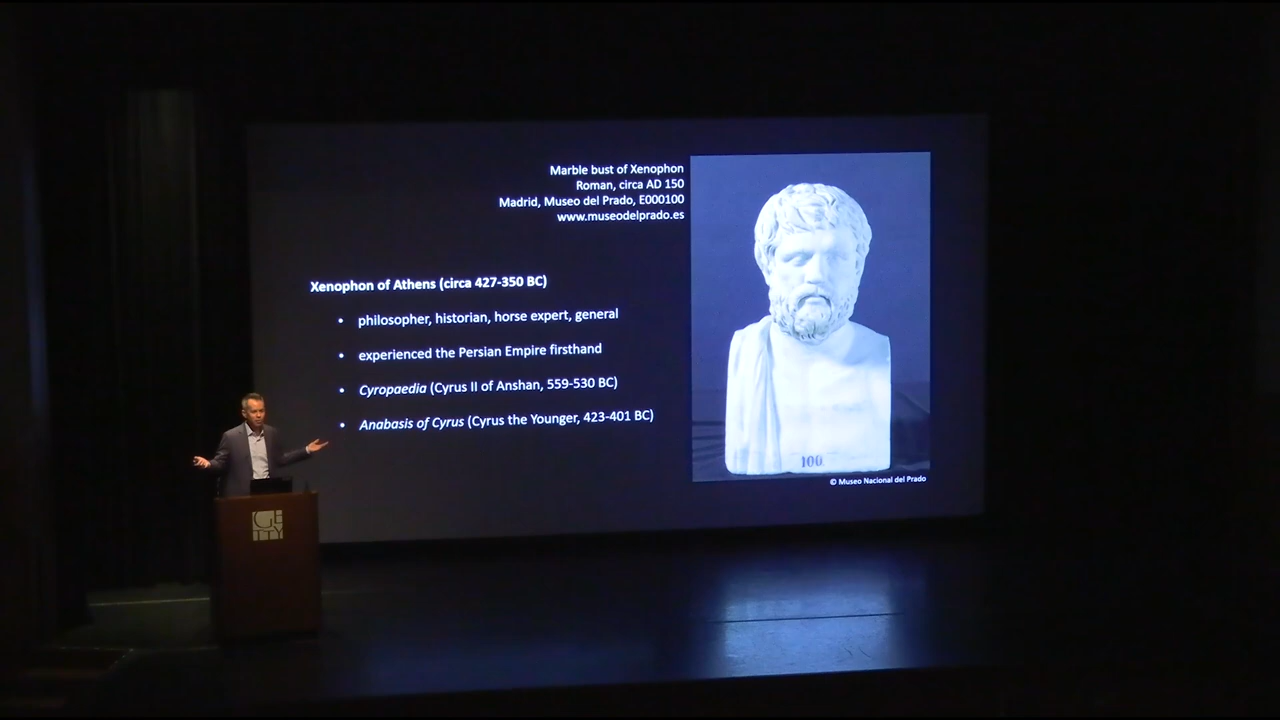 Marble bust of Xenophon
Roman, circa AD 150
Madrid, Museo del Prado, E000100
www.museodelprado.es
Xenophon of Athens (circa 427-350 BC)
• philosopher, historian, horse expert, general
• experienced the Persian Empire firsthand
• Cyropaedia (Cyrus II of Anshan, 559-530 BC)
• Anabasis of Cyrus (Cyrus the Younger, 423-401 BC)
100
© Museo Nacional del Prado
GETTY